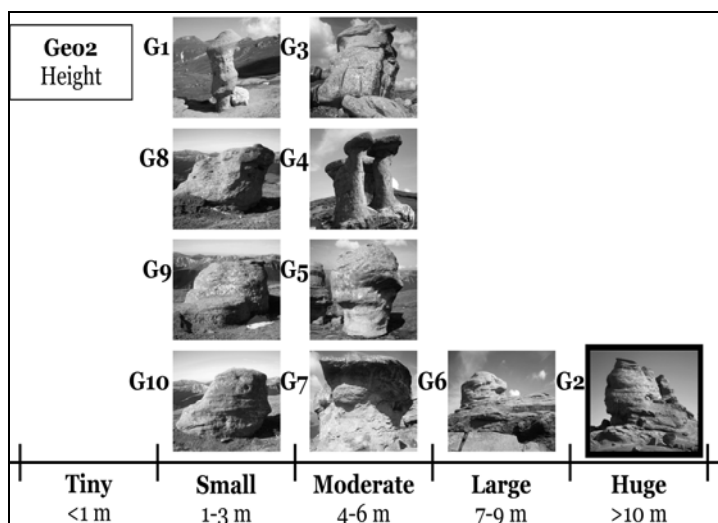 Geo2
Height
G1
G3
G8
G4
G9
G5
G10
G7
G6
G2
Tiny
Small
Moderate
Large
Huge
<1 m
1-3 m
4-6 m
7-9 m
>10 m